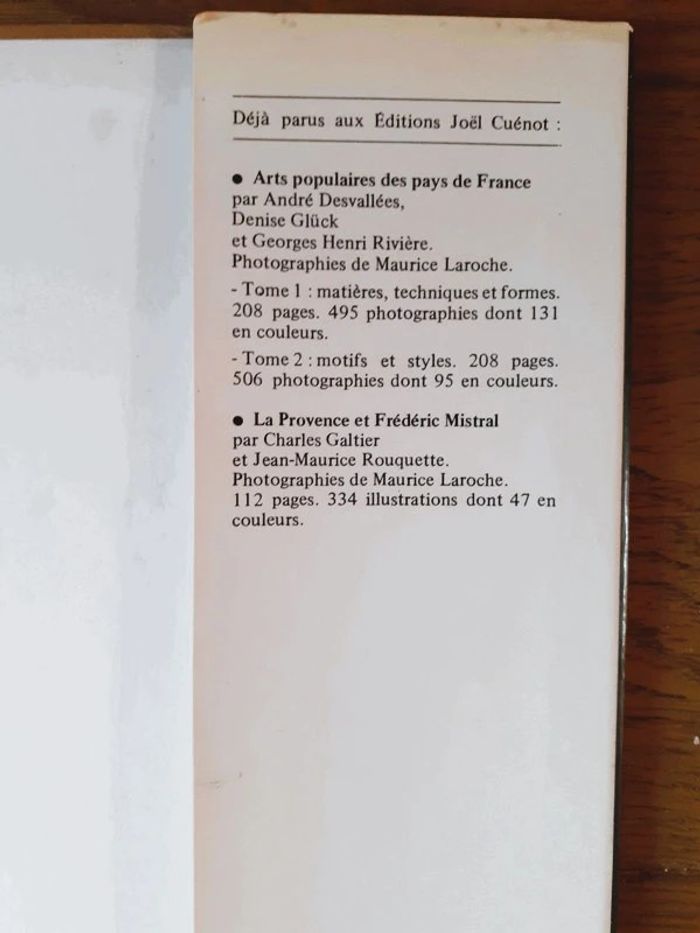 Déjà parus aux Éditions Joël Cuénot :
● Arts populaires des pays de France
par André Desvallées,
Denise Glück
et Georges Henri Rivière.
Photographies de Maurice Laroche.
- Tome 1 : matières, techniques et formes.
208 pages. 495 photographies dont 131
en couleurs.
- Tome 2 : motifs et styles. 208 pages.
506 photographies dont 95 en couleurs.
● La Provence et Frédéric Mistral
par Charles Galtier
et Jean-Maurice Rouquette.
Photographies de Maurice Laroche.
112 pages. 334 illustrations dont 47 en
couleurs.